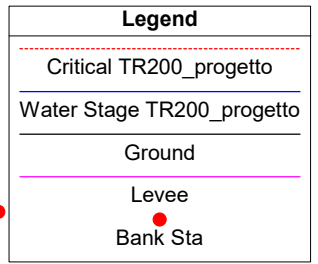 Legend
Critical TR200_progetto
Water Stage TR200_progetto
Ground
Levee
Bank Sta